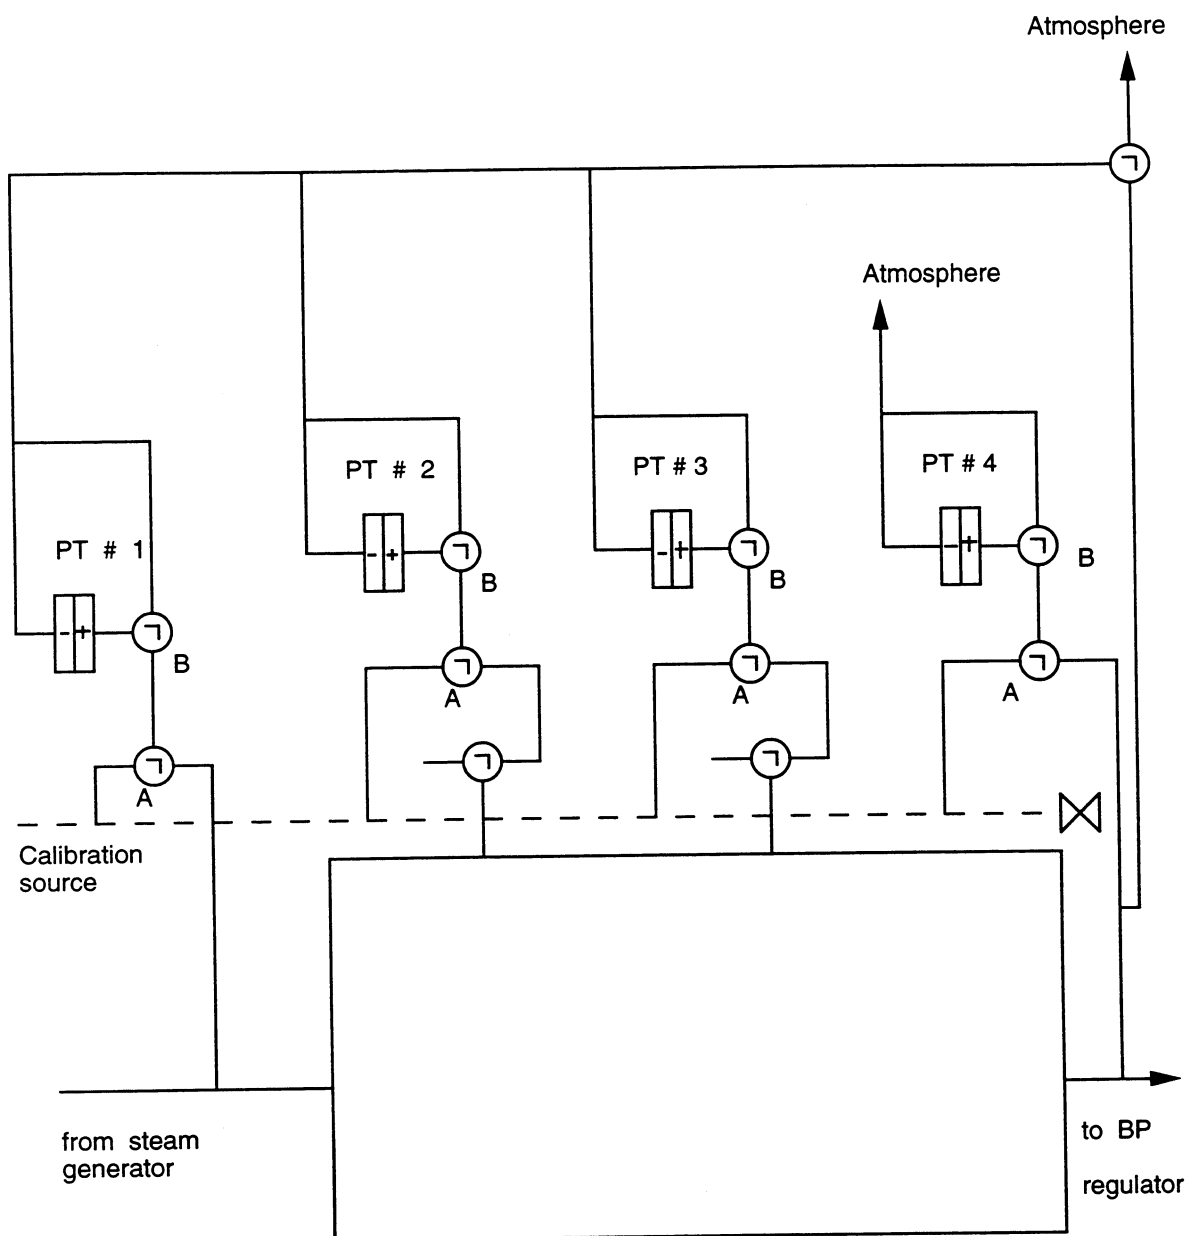 Atmosphere
Atmosphere
PT # 1
PT # 2
PT # 3
PT # 4
- +
- +
- +
- +
B
B
B
B
A
A
A
A
Calibration
source
from steam
generator
to BP
regulator